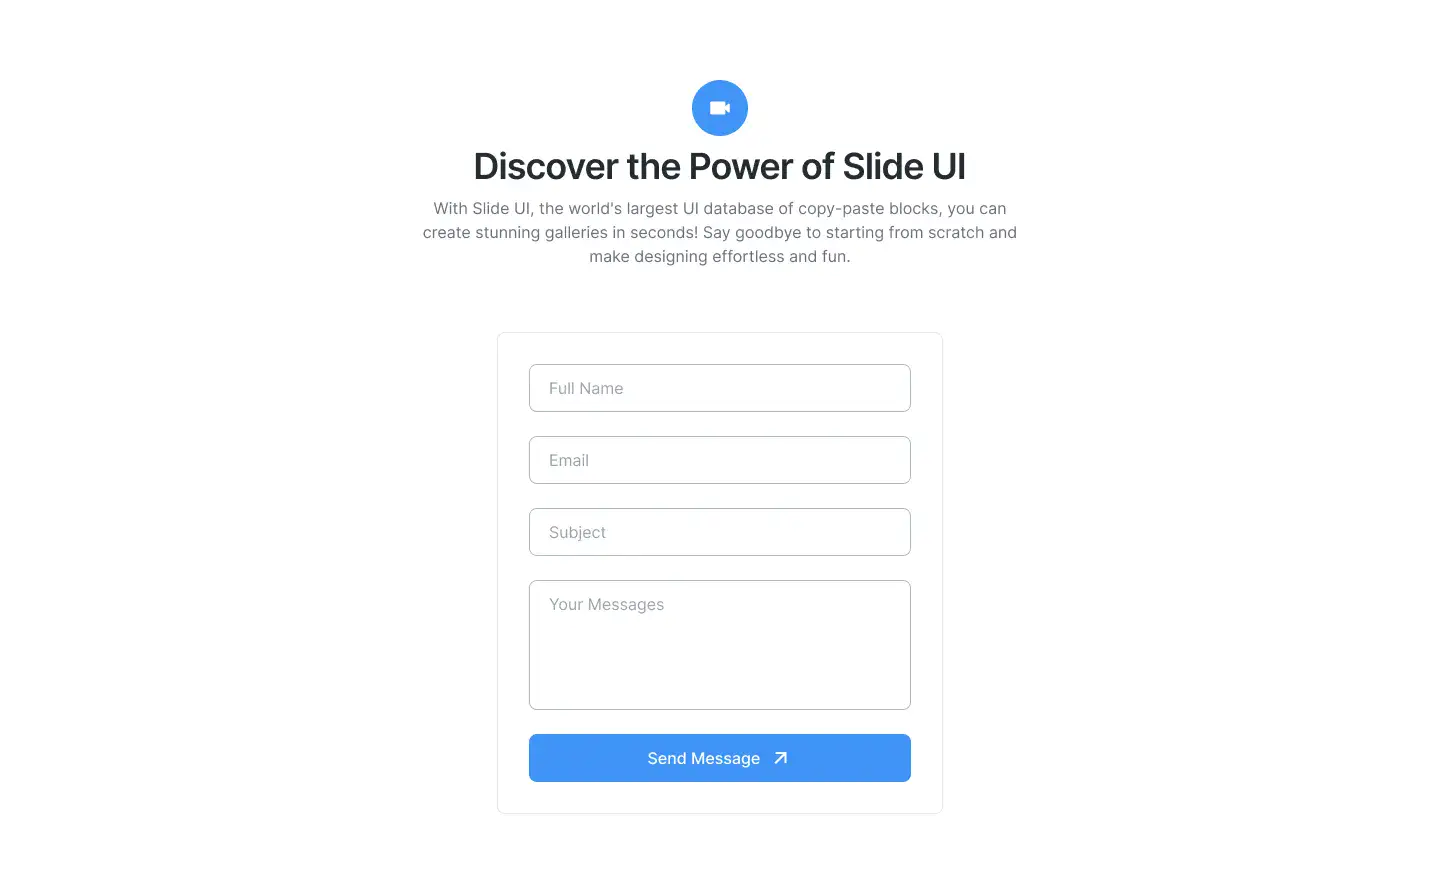 Discover the Power of Slide UI
With Slide UI, the world's largest UI database of copy-paste blocks, you can
create stunning galleries in seconds! Say goodbye to starting from scratch and
make designing effortless and fun.
Full Name
Email
Subject
Your Messages
Send Message